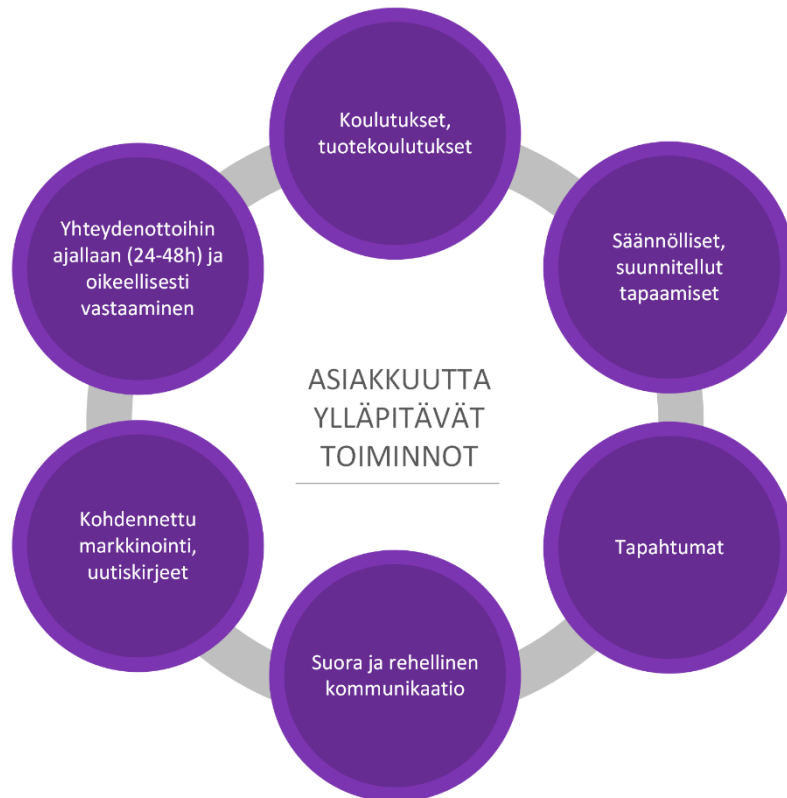 Koulutukset,
tuotekoulutukset
Säännölliset,
suunnitellut
tapaamiset
Tapahtumat
Suora ja rehellinen
kommunikaatio
Kohdennettu
markkinointi,
uutiskirjeet
Yhteydenottoihin
ajallaan (24-48h) ja
oikeellisesti
vastaaminen
ASIAKKUUTTA
YLLÄPITÄVÄT
TOIMINNOT